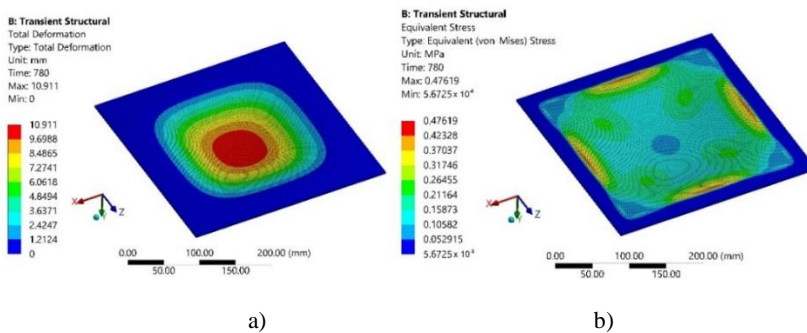 B: Transient Structural
Total Deformation
Type: Total Deformation
Unit: mm
Time: 780
Max: 10.911
Min: 0
10.911
9.6988
8.4865
7.2741
6.0618
4.8494
3.6371
2.4247
1.2124
0
X
Y
Z
0.00 100.00 200.00 (mm)
50.00 150.00
a)
B: Transient Structural
Equivalent Stress
Type: Equivalent (von-Mises) Stress
Unit: MPa
Time: 780
Max: 0.47619
Min: 5.6725 x 10⁻⁴
0.47619
0.42328
0.37037
0.31746
0.26455
0.21164
0.15873
0.10582
0.052915
X
Y
Z
0.00 100.00 200.00 (mm)
50.00 150.00
b)